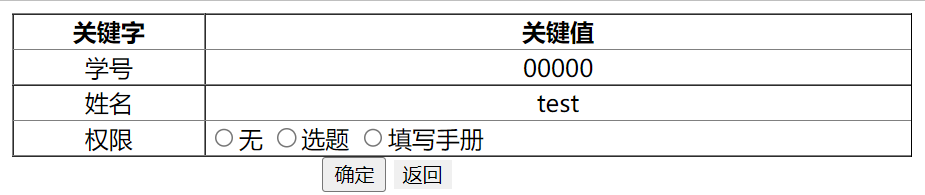 关键字 关键值
学号 00000
姓名 test
权限 无 选题 填写手册
确定 返回